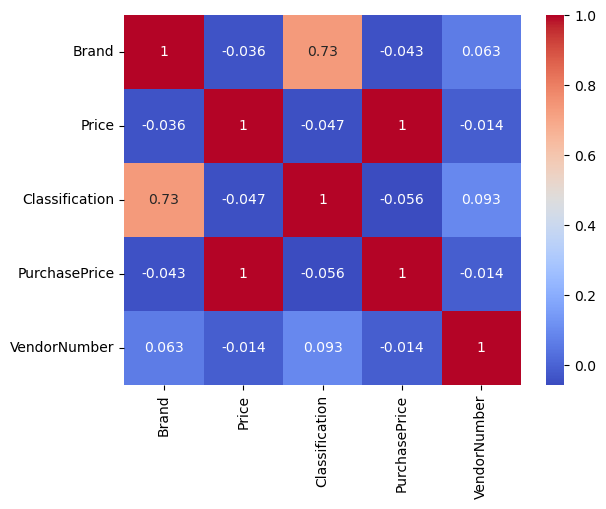 Brand 1 -0.036 0.73 -0.043 0.063
Price -0.036 1 -0.047 1 -0.014
Classification 0.73 -0.047 1 -0.056 0.093
PurchasePrice -0.043 1 -0.056 1 -0.014
VendorNumber 0.063 -0.014 0.093 -0.014 1
Brand
Price
Classification
PurchasePrice
VendorNumber
1.0
0.8
0.6
0.4
0.2
0.0